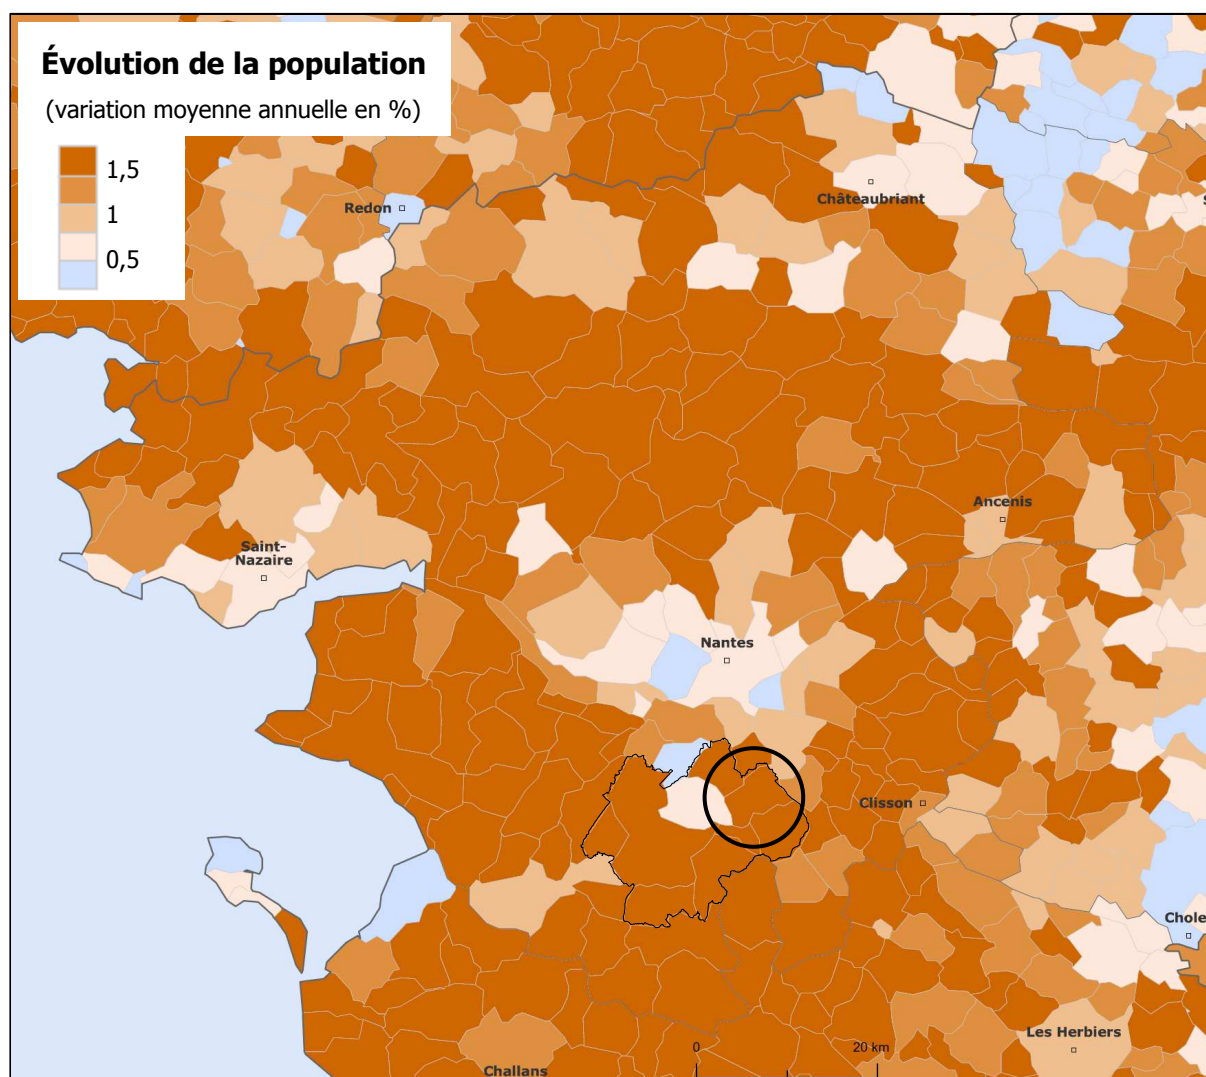 Évolution de la population
(variation moyenne annuelle en %)
1,5
1
0,5
Redon
Châteaubriant
S
Ancenis
Saint-
Nazaire
Nantes
Clisson
Chole
Les Herbiers
0
20 km
Challans